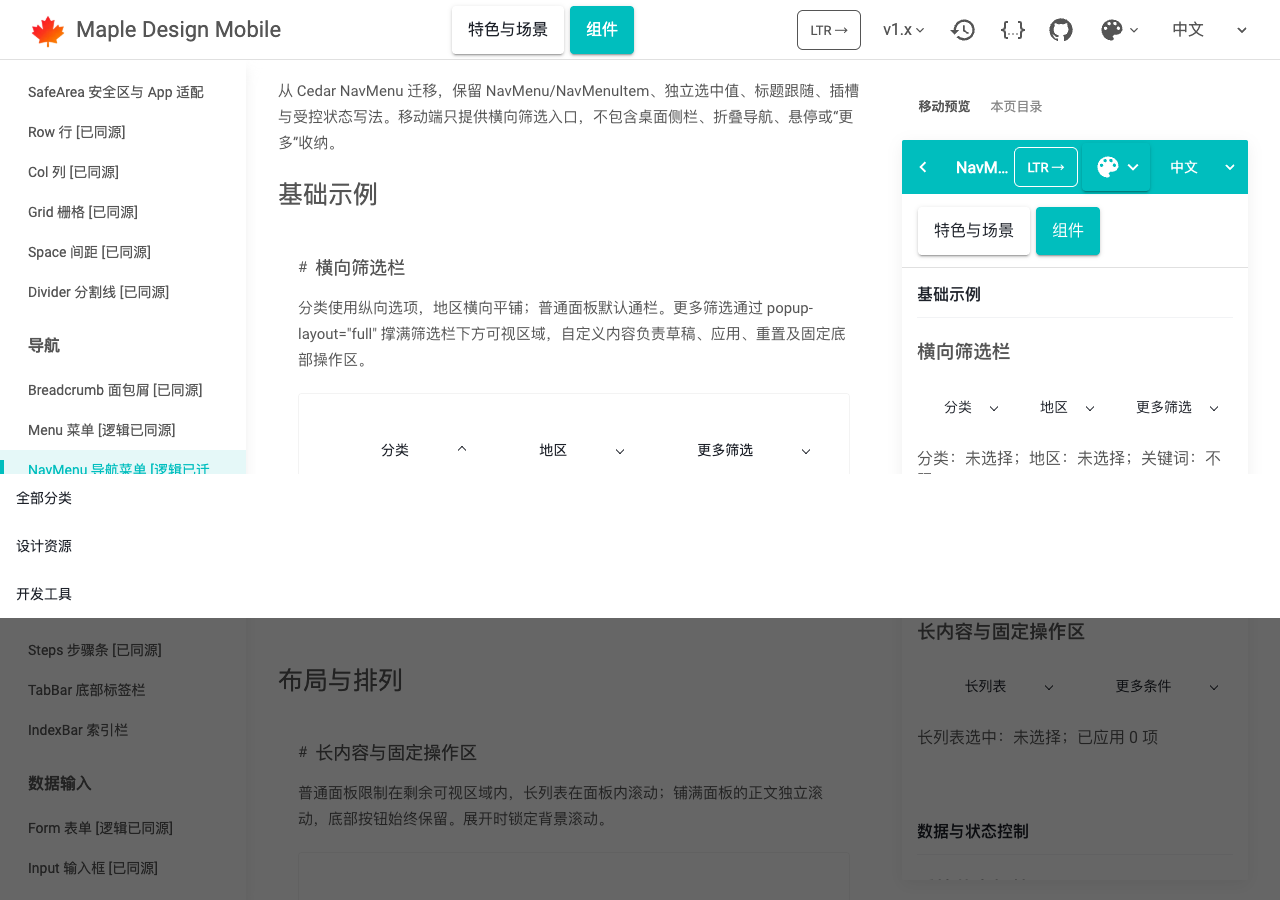 Maple Design Mobile
特色与场景
组件
LTR→
v1.x
{...}
中文
SafeArea 安全区与 App 适配
Row 行 [已同源]
Col 列 [已同源]
Grid 栅格 [已同源]
Space 间距 [已同源]
Divider 分割线 [已同源]
导航
Breadcrumb 面包屑 [已同源]
Menu 菜单 [逻辑已同源]
NavMenu 导航菜单 [逻辑已迁
从 Cedar NavMenu 迁移，保留 NavMenu/NavMenuItem、独立选中值、标题跟随、插槽
与受控状态写法。移动端只提供横向筛选入口，不包含桌面侧栏、折叠导航、悬停或“更
多”收纳。
基础示例
# 横向筛选栏
分类使用纵向选项，地区横向平铺；普通面板默认通栏。更多筛选通过 popup-
layout="full" 撑满筛选栏下方可视区域，自定义内容负责草稿、应用、重置及固定底
部操作区。
分类
地区
更多筛选
移动预览
本页目录
NavM...
LTR→
中文
特色与场景
组件
基础示例
横向筛选栏
分类
地区
更多筛选
分类：未选择；地区：未选择；关键词：不
全部分类
设计资源
开发工具
Steps 步骤条 [已同源]
TabBar 底部标签栏
IndexBar 索引栏
数据输入
Form 表单 [逻辑已同源]
Input 输入框 [已同源]
布局与排列
# 长内容与固定操作区
普通面板限制在剩余可视区域内，长列表在面板内滚动；铺满面板的正文独立滚
动，底部按钮始终保留。展开时锁定背景滚动。
长内容与固定操作区
长列表
更多条件
长列表选中：未选择；已应用 0 项
数据与状态控制